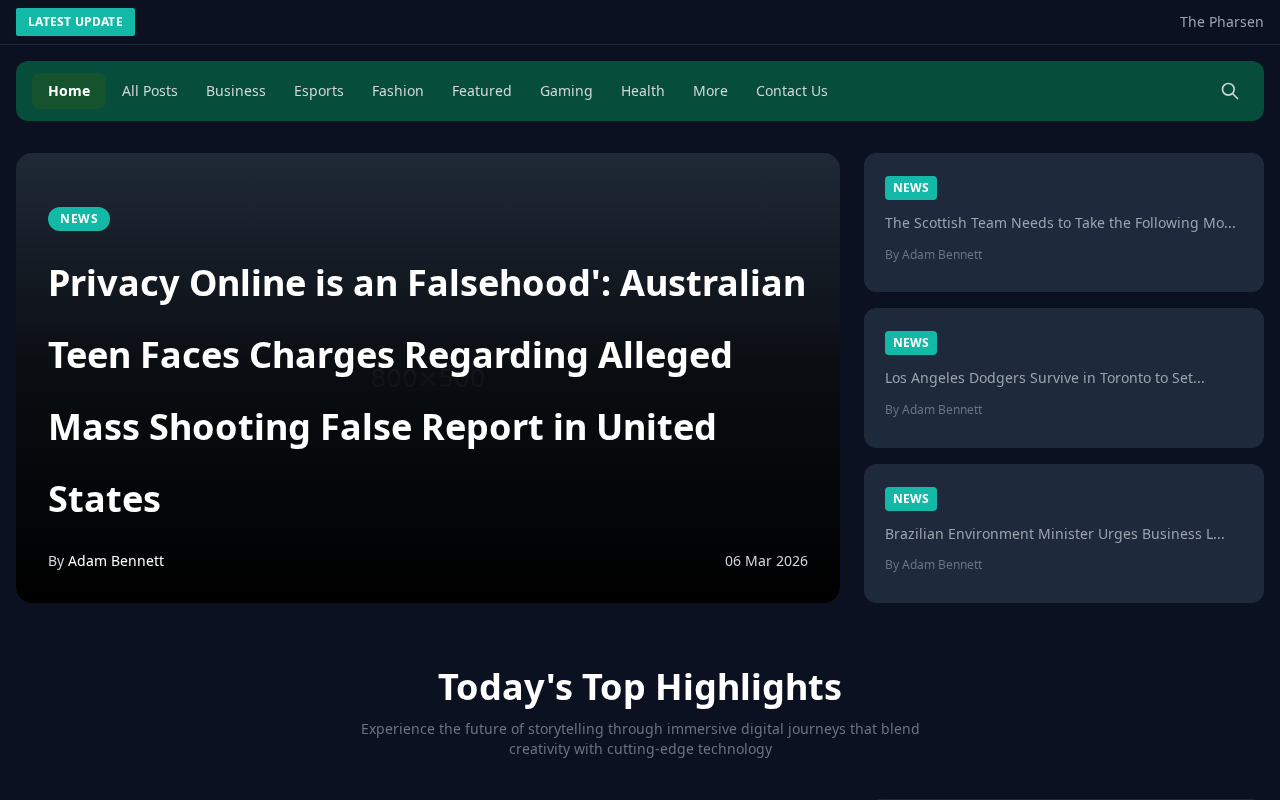 LATEST UPDATE
The Pharsen
Home
All Posts
Business
Esports
Fashion
Featured
Gaming
Health
More
Contact Us
NEWS
Privacy Online is an Falsehood': Australian
Teen Faces Charges Regarding Alleged
800×500
Mass Shooting False Report in United
States
By Adam Bennett
06 Mar 2026
NEWS
The Scottish Team Needs to Take the Following Mo...
By Adam Bennett
NEWS
Los Angeles Dodgers Survive in Toronto to Set...
By Adam Bennett
NEWS
Brazilian Environment Minister Urges Business L...
By Adam Bennett
Today's Top Highlights
Experience the future of storytelling through immersive digital journeys that blend
creativity with cutting-edge technology